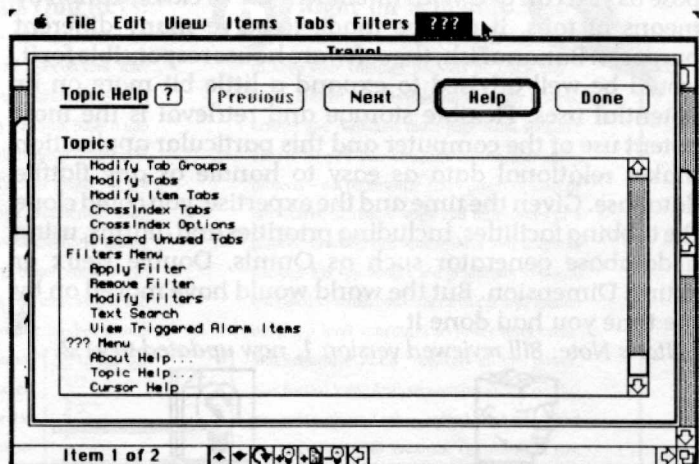 File Edit View Items Tabs Filters ???
Travel
Topic Help ? Previous Next Help Done
Topics
Modify Tab Groups
Modify Tabs
Modify Item Tabs
CrossIndex Tabs
CrossIndex Options
Discard Unused Tabs
Filters Menu
Apply Filter
Remove Filter
Modify Filters
Text Search
View Triggered Alarm Items
??? Menu
Topic Help...
Cursor Help
Item 1 of 2